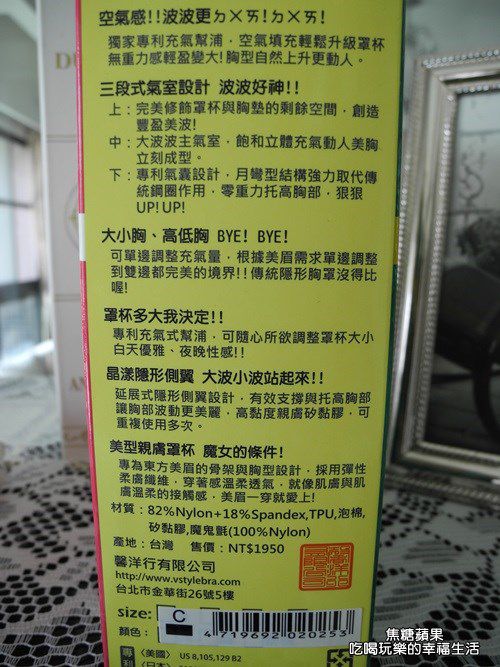 空氣感!!波波更ㄉㄨㄞ!ㄉㄨㄞ!
獨家專利充氣幫浦，空氣填充輕鬆升級罩杯
無重力感輕盈變大!胸型自然上升更動人。
三段式氣室設計 波波好神!!
上：完美修飾罩杯與胸墊的剩餘空間，創造
豐盈美波!
中：大波波主氣室，飽和立體充氣動人美胸
立刻成型。
下：專利氣囊設計，月彎型結構強力取代傳
統鋼圈作用，零重力托高胸部，狠狠
UP!UP!
大小胸、高低胸 BYE! BYE!
可單邊調整充氣量，根據美眉需求單邊調整
到雙邊都完美的境界!!傳統隱形胸罩沒得比
喔!
罩杯多大我決定!!
專利充氣式幫浦，可隨心所欲調整罩杯大小
白天優雅、夜晚性感!!
晶漾隱形側翼 大波小波站起來!!
延展式隱形側翼設計，有效支撐與托高胸部
讓胸部波動更美麗，高黏度親膚矽黏膠，可
重複使用多次。
美型親膚罩杯 魔女的條件!
專為東方美眉的骨架與胸型設計，採用彈性
柔膚纖維，穿著感溫柔透氣，就像肌膚與肌
膚溫柔的接觸感，美眉一穿就愛上!
材質：82%Nylon+18%Spandex,TPU,泡棉,
矽黏膠,魔鬼氈(100%Nylon)
產地：台灣 售價：NT$1950
馨洋行有限公司
http://www.vstylebra.com
台北市金華街26號5樓
size: C
顏色：
4 719692 020253
專利 《美國》 US 8,105,129 B2
《日本》
焦糖蘋果
吃喝玩樂的幸福生活